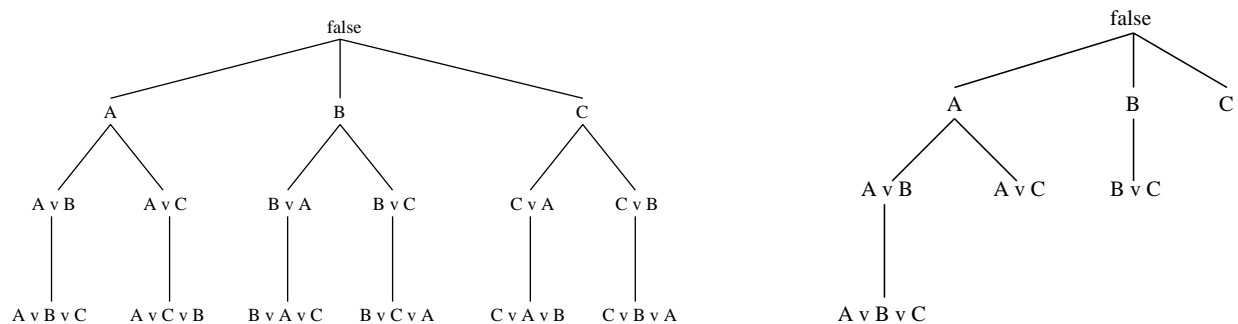 false
A B C
A v B A v C B v A B v C C v A C v B
A v B v C A v C v B B v A v C B v C v A C v A v B C v B v A
false
A B C
A v B A v C B v C
A v B v C